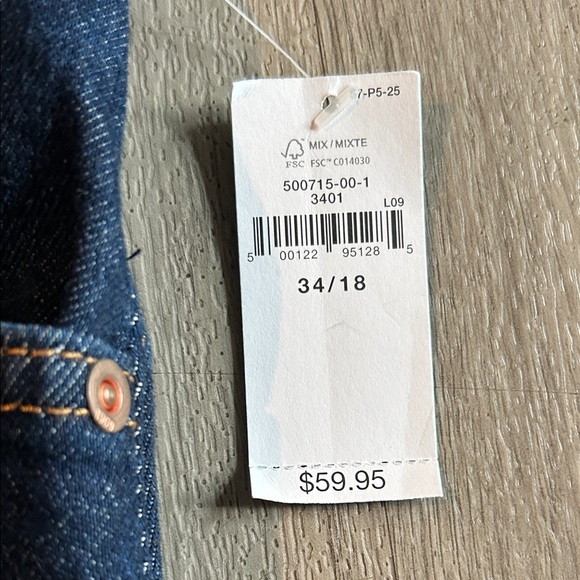 7-P5-25
MIX / MIXTE
FSC
FSC™ C014030
500715-00-1
3401
L09
5 00122 95128 5
34/18
$59.95